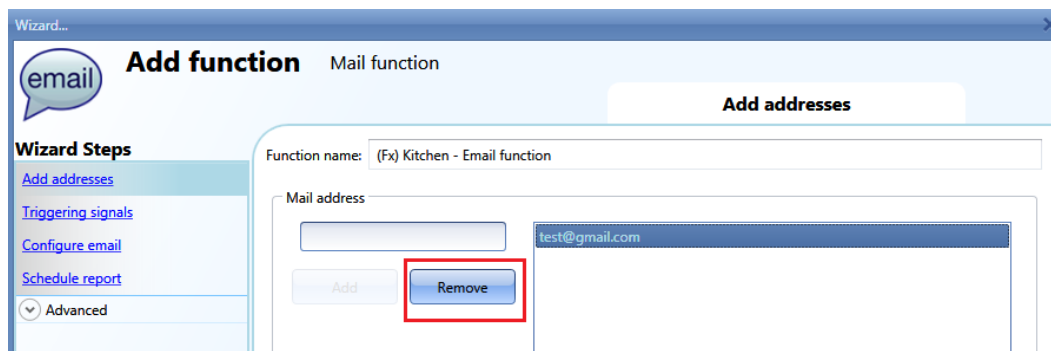 Wizard...
email
Add function Mail function
Add addresses
Wizard Steps
Add addresses
Triggering signals
Configure email
Schedule report
Advanced
Function name: (Fx) Kitchen - Email function
Mail address
test@gmail.com
Add
Remove